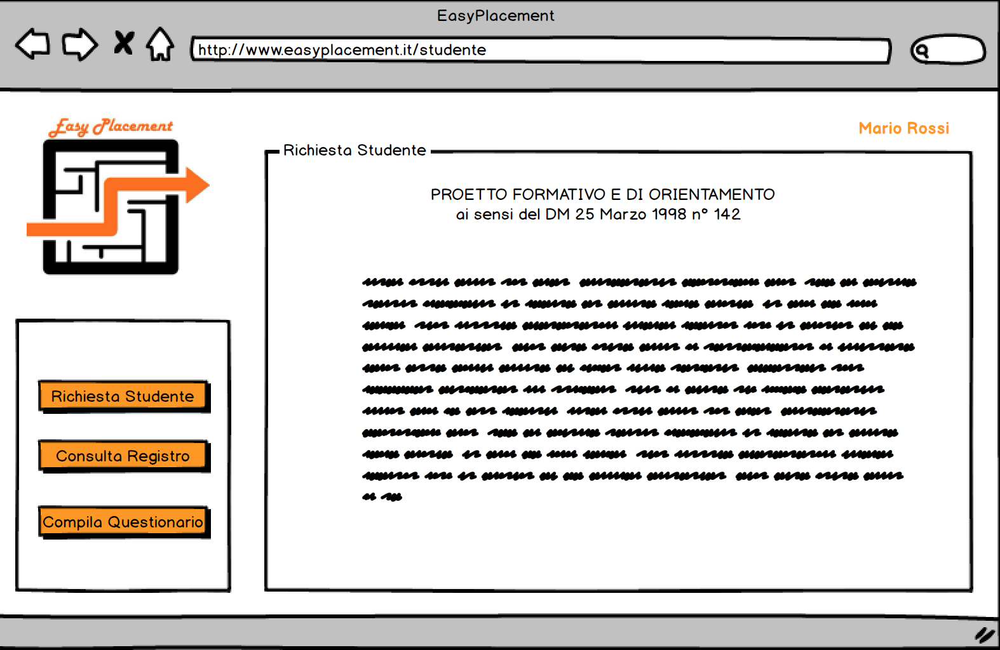 EasyPlacement
http://www.easyplacement.it/studente
Easy Placement
Mario Rossi
Richiesta Studente
PROETTO FORMATIVO E DI ORIENTAMENTO
ai sensi del DM 25 Marzo 1998 n° 142
Richiesta Studente
Consulta Registro
Compila Questionario